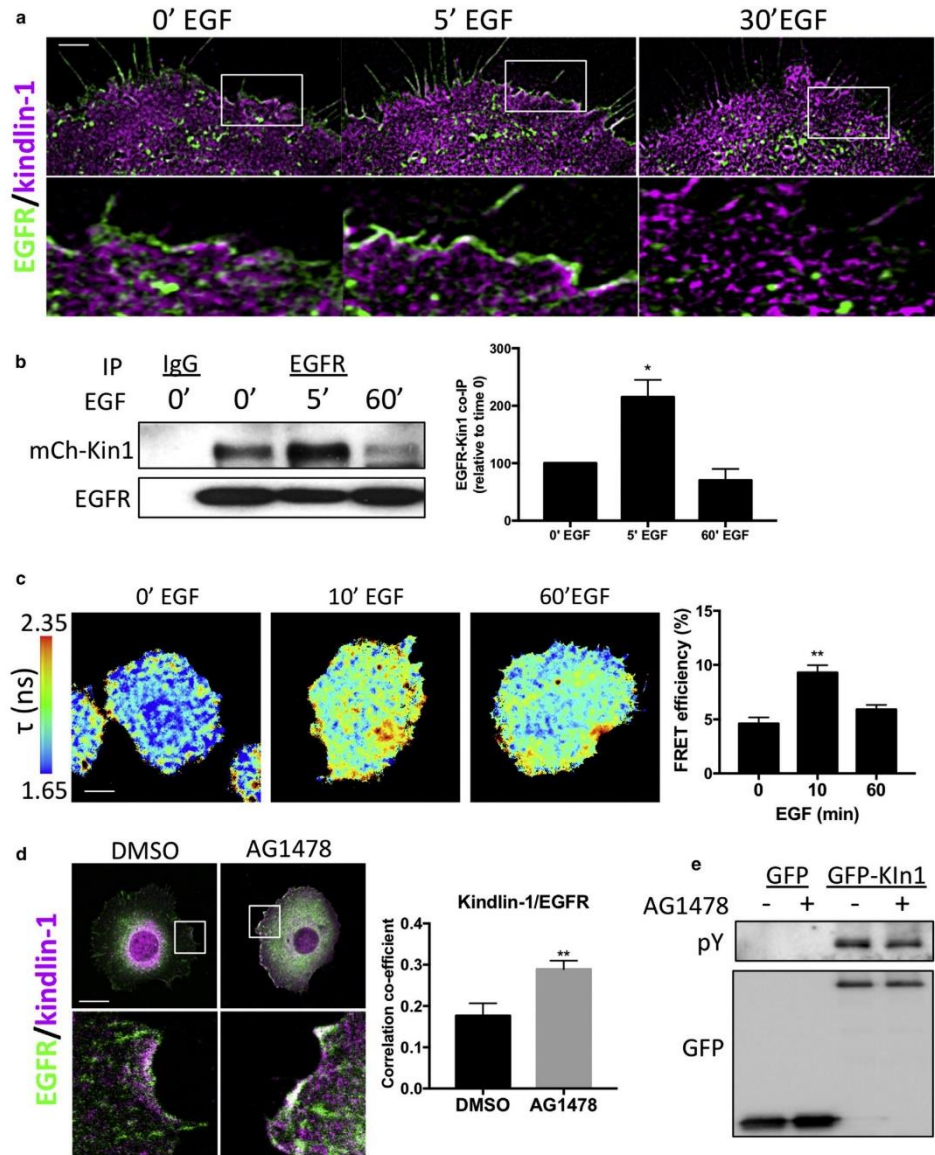 a
0’ EGF 5’ EGF 30’EGF
EGFR/kindlin-1
b
IP IgG EGFR
EGF 0’ 0’ 5’ 60’
mCh-Kin1
EGFR
EGFR-Kin1 co-IP
(relative to time 0)
300
200
100
0
*
0' EGF 5' EGF 60' EGF
c
0’ EGF 10’ EGF 60’EGF
2.35
τ (ns)
1.65
FRET efficiency (%)
15
10
5
0
**
0 10 60
EGF (min)
d
DMSO AG1478
EGFR/kindlin-1
Kindlin-1/EGFR
Correlation co-efficient
0.4
0.3
0.2
0.1
0.0
**
DMSO AG1478
e
GFP GFP-KIn1
AG1478 - + - +
pY
GFP